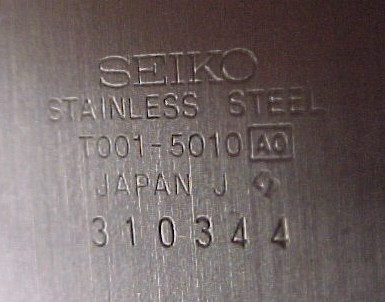 SEIKO
STAINLESS STEEL
T001-5010 A0
JAPAN J
310344